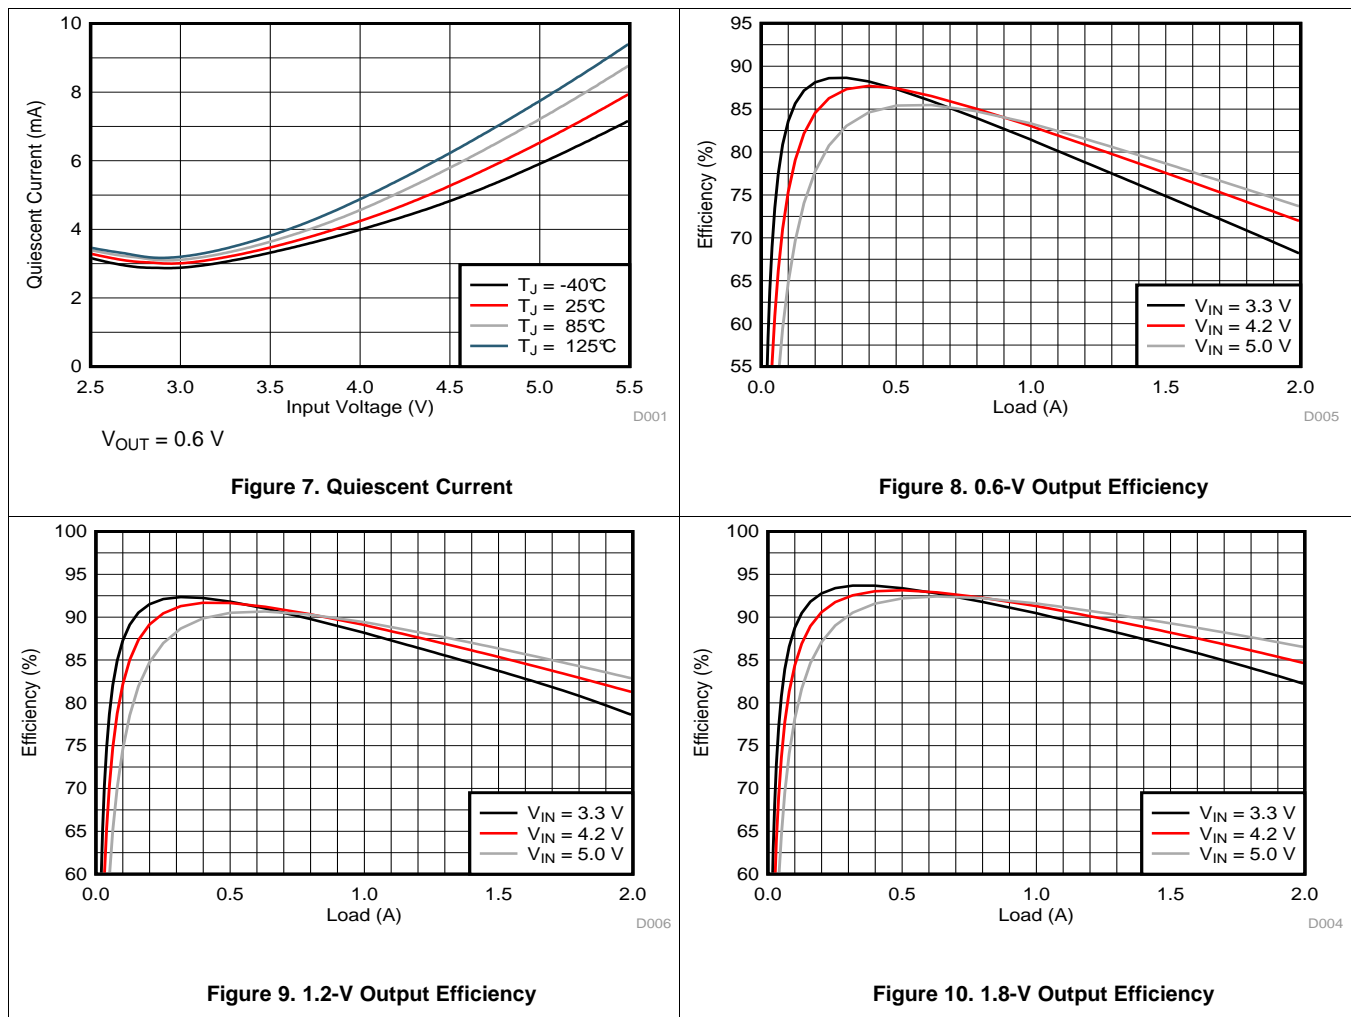 10
8
6
4
2
0
Quiescent Current (mA)
2.5 3.0 3.5 4.0 4.5 5.0 5.5
Input Voltage (V)
TJ = -40°C
TJ = 25°C
TJ = 85°C
TJ = 125°C
D001
VOUT = 0.6 V
Figure 7. Quiescent Current
95
90
85
80
75
70
65
60
55
Efficiency (%)
0.0 0.5 1.0 1.5 2.0
Load (A)
VIN = 3.3 V
VIN = 4.2 V
VIN = 5.0 V
D005
Figure 8. 0.6-V Output Efficiency
100
95
90
85
80
75
70
65
60
Efficiency (%)
0.0 0.5 1.0 1.5 2.0
Load (A)
VIN = 3.3 V
VIN = 4.2 V
VIN = 5.0 V
D006
Figure 9. 1.2-V Output Efficiency
100
95
90
85
80
75
70
65
60
Efficiency (%)
0.0 0.5 1.0 1.5 2.0
Load (A)
VIN = 3.3 V
VIN = 4.2 V
VIN = 5.0 V
D004
Figure 10. 1.8-V Output Efficiency